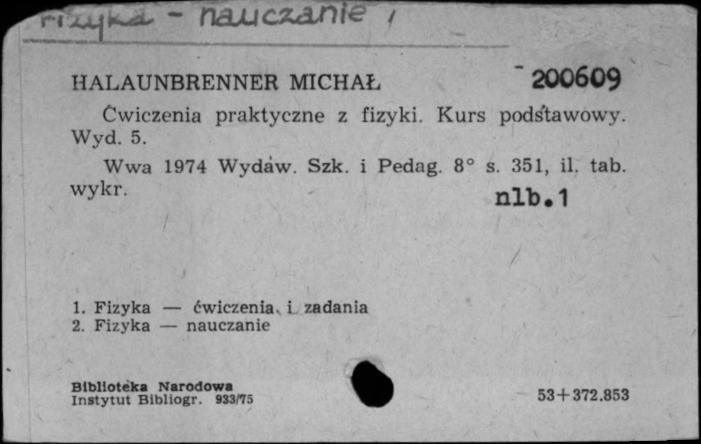 Fizyka - nauczanie
HALAUNBRENNER MICHAŁ 200609
Ćwiczenia praktyczne z fizyki. Kurs podstawowy.
Wyd. 5.
Wwa 1974 Wydaw. Szk. i Pedag. 8° s. 351, il. tab.
wykr.
nlb.1
1. Fizyka — ćwiczenia i zadania
2. Fizyka — nauczanie
Biblioteka Narodowa
Instytut Bibliogr. 933/75
53+372.853